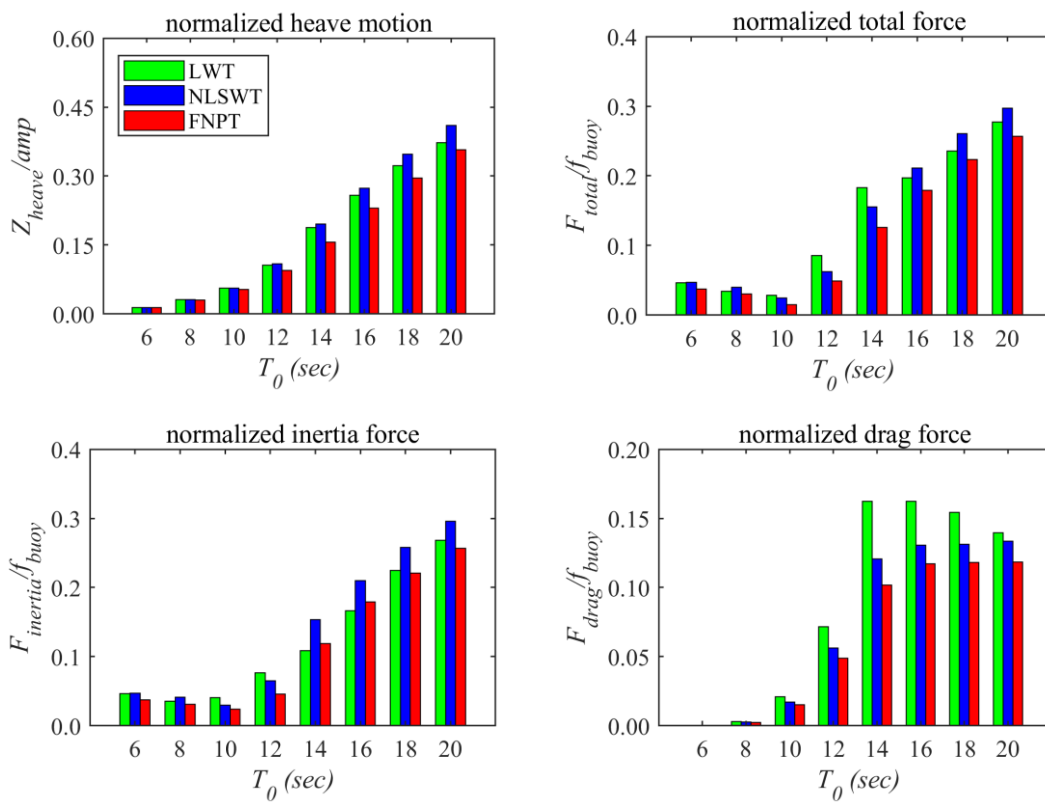 normalized heave motion
0.60
0.45
0.30
0.15
0.00
Z_heave/amp
LWT
NLSWT
FNPT
6 8 10 12 14 16 18 20
T_0 (sec)
normalized total force
0.4
0.3
0.2
0.1
0.0
F_total/f_buoy
6 8 10 12 14 16 18 20
T_0 (sec)
normalized inertia force
0.4
0.3
0.2
0.1
0.0
F_inertia/f_buoy
6 8 10 12 14 16 18 20
T_0 (sec)
normalized drag force
0.20
0.15
0.10
0.05
0.00
F_drag/f_buoy
6 8 10 12 14 16 18 20
T_0 (sec)